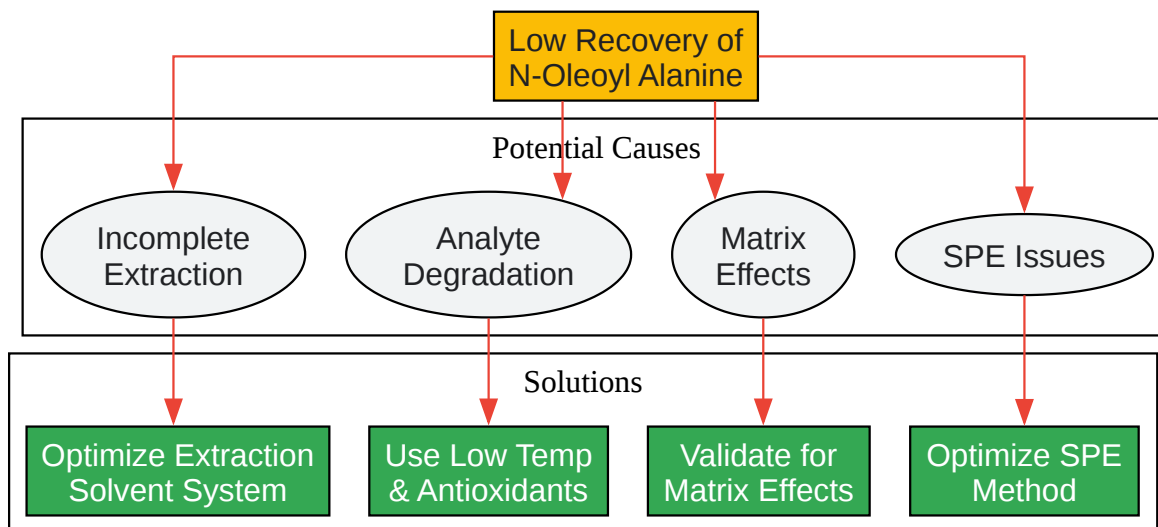 Low Recovery of
N-Oleoyl Alanine
Potential Causes
Incomplete
Extraction
Analyte
Degradation
Matrix
Effects
SPE Issues
Solutions
Optimize Extraction
Solvent System
Use Low Temp
& Antioxidants
Validate for
Matrix Effects
Optimize SPE
Method